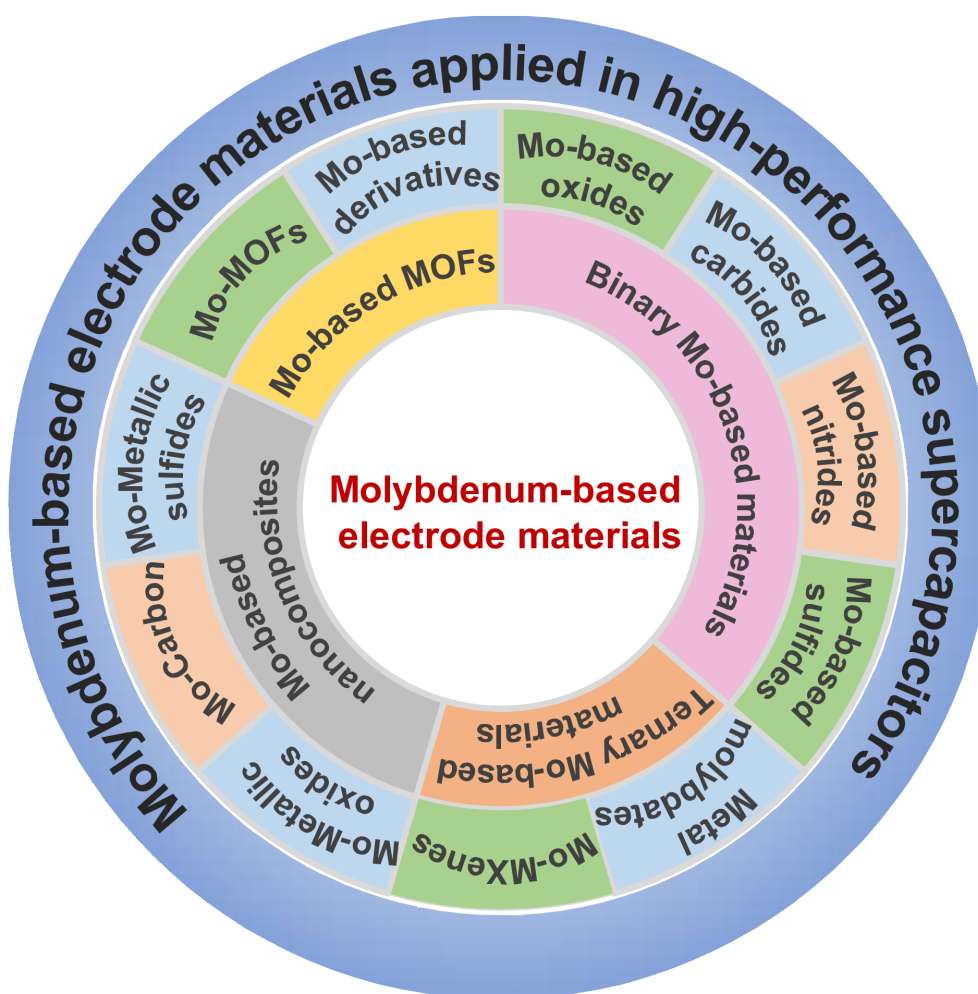 Molybdenum-based electrode materials applied in high-performance supercapacitors
Mo-based
oxides
Mo-based
carbides
Mo-based
nitrides
Mo-based
sulfides
Metal
molybdates
Mo-MXenes
Mo-Metallic
oxides
Mo-Carbon
Mo-Metallic
sulfides
Mo-MOFs
Mo-based
derivatives
Binary Mo-based materials
Ternary Mo-based
materials
Mo-based
nanocomposites
Mo-based MOFs
Molybdenum-based
electrode materials